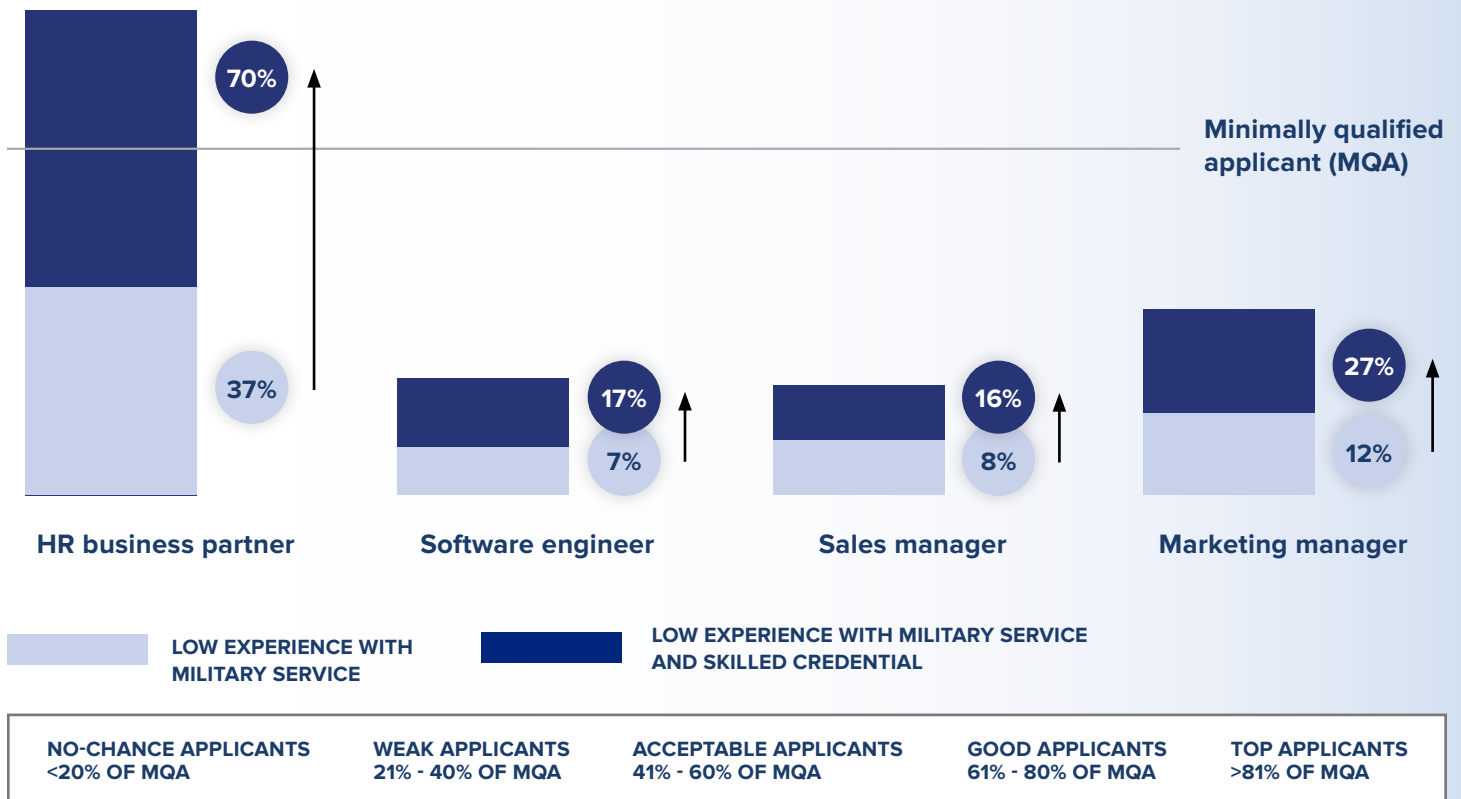 70%
Minimally qualified
applicant (MQA)
37%
17%
7%
16%
8%
27%
12%
HR business partner
Software engineer
Sales manager
Marketing manager
LOW EXPERIENCE WITH
MILITARY SERVICE
LOW EXPERIENCE WITH MILITARY SERVICE
AND SKILLED CREDENTIAL
NO-CHANCE APPLICANTS
<20% OF MQA
WEAK APPLICANTS
21% - 40% OF MQA
ACCEPTABLE APPLICANTS
41% - 60% OF MQA
GOOD APPLICANTS
61% - 80% OF MQA
TOP APPLICANTS
>81% OF MQA